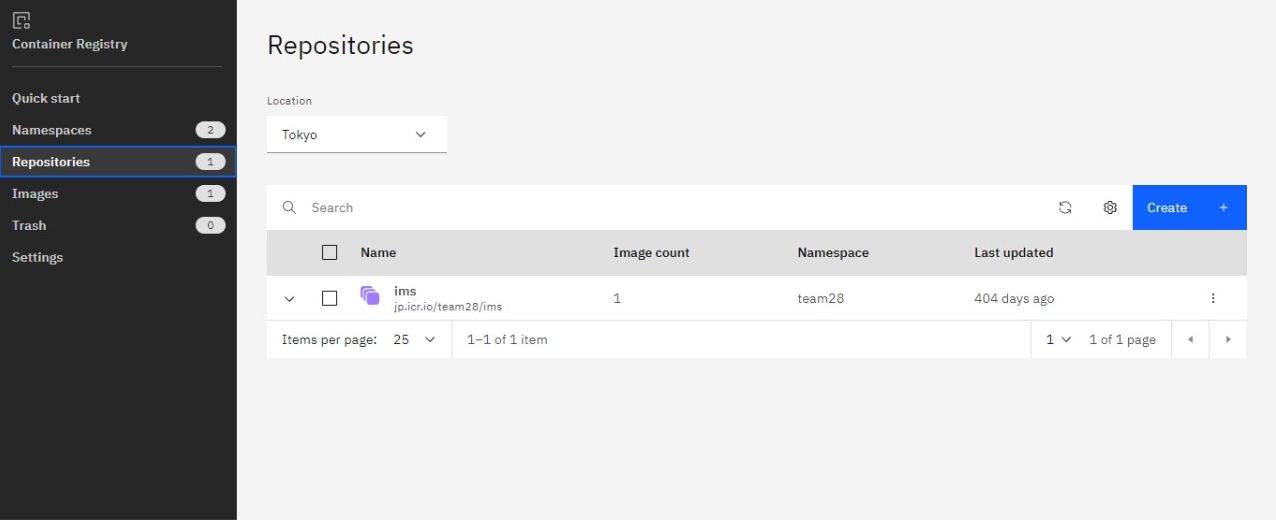 Container Registry
Quick start
Namespaces 2
Repositories 1
Images 1
Trash 0
Settings
Repositories
Location
Tokyo
Search
Create +
Name Image count Namespace Last updated
ims
jp.icr.io/team28/ims
1 team28 404 days ago
Items per page: 25 1–1 of 1 item 1 1 of 1 page